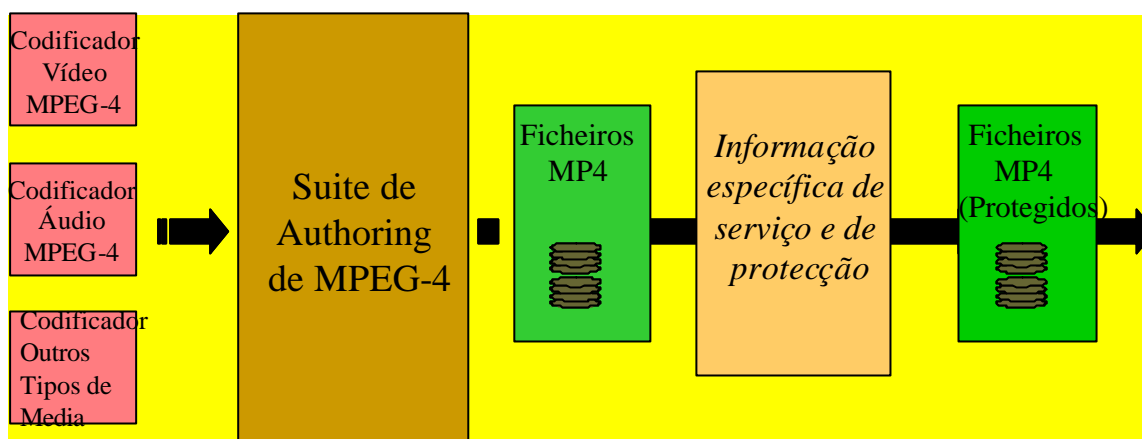 Codificador
Vídeo
MPEG-4
Codificador
Áudio
MPEG-4
Codificador
Outros
Tipos de
Media
Suite de
Authoring
de MPEG-4
Ficheiros
MP4
Informação
específica de
serviço e de
protecção
Ficheiros
MP4
(Protegidos)